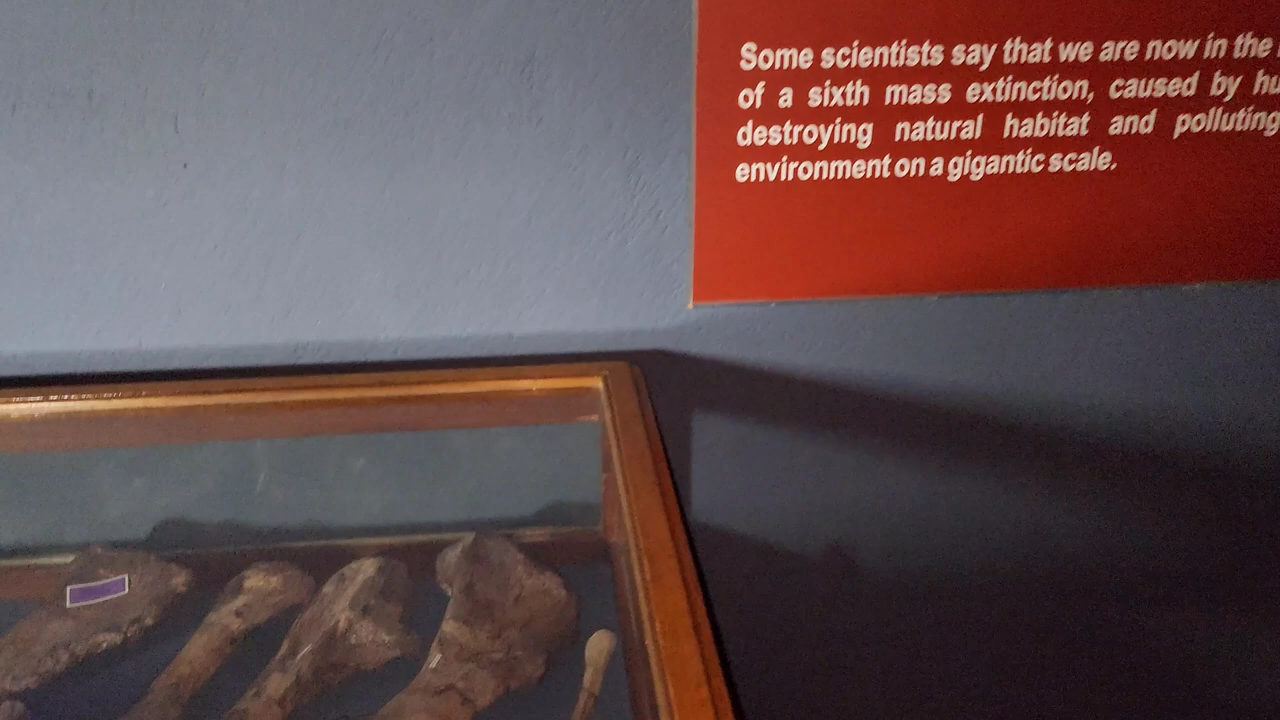 Some scientists say that we are now in the
of a sixth mass extinction, caused by hu
destroying natural habitat and polluting
environment on a gigantic scale.